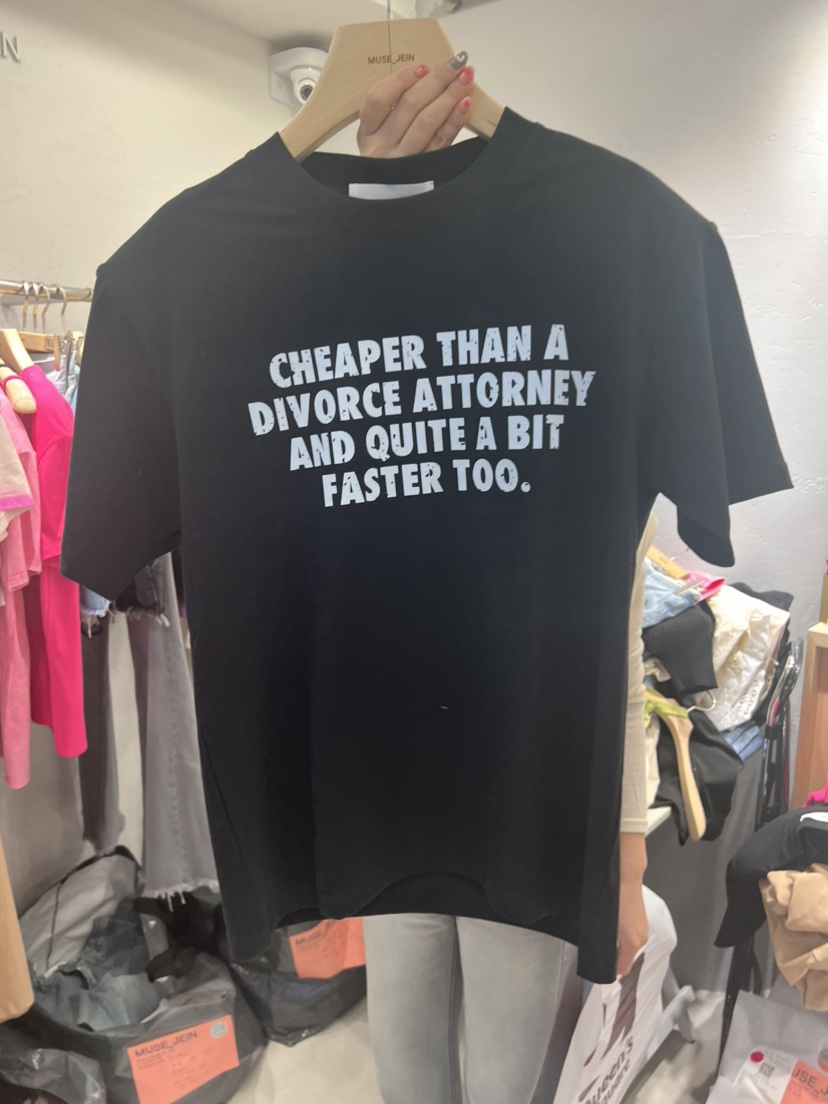 N
MUSE_JEIN
CHEAPER THAN A
DIVORCE ATTORNEY
AND QUITE A BIT
FASTER TOO.
MUSE_JEIN
MUSE_JEIN